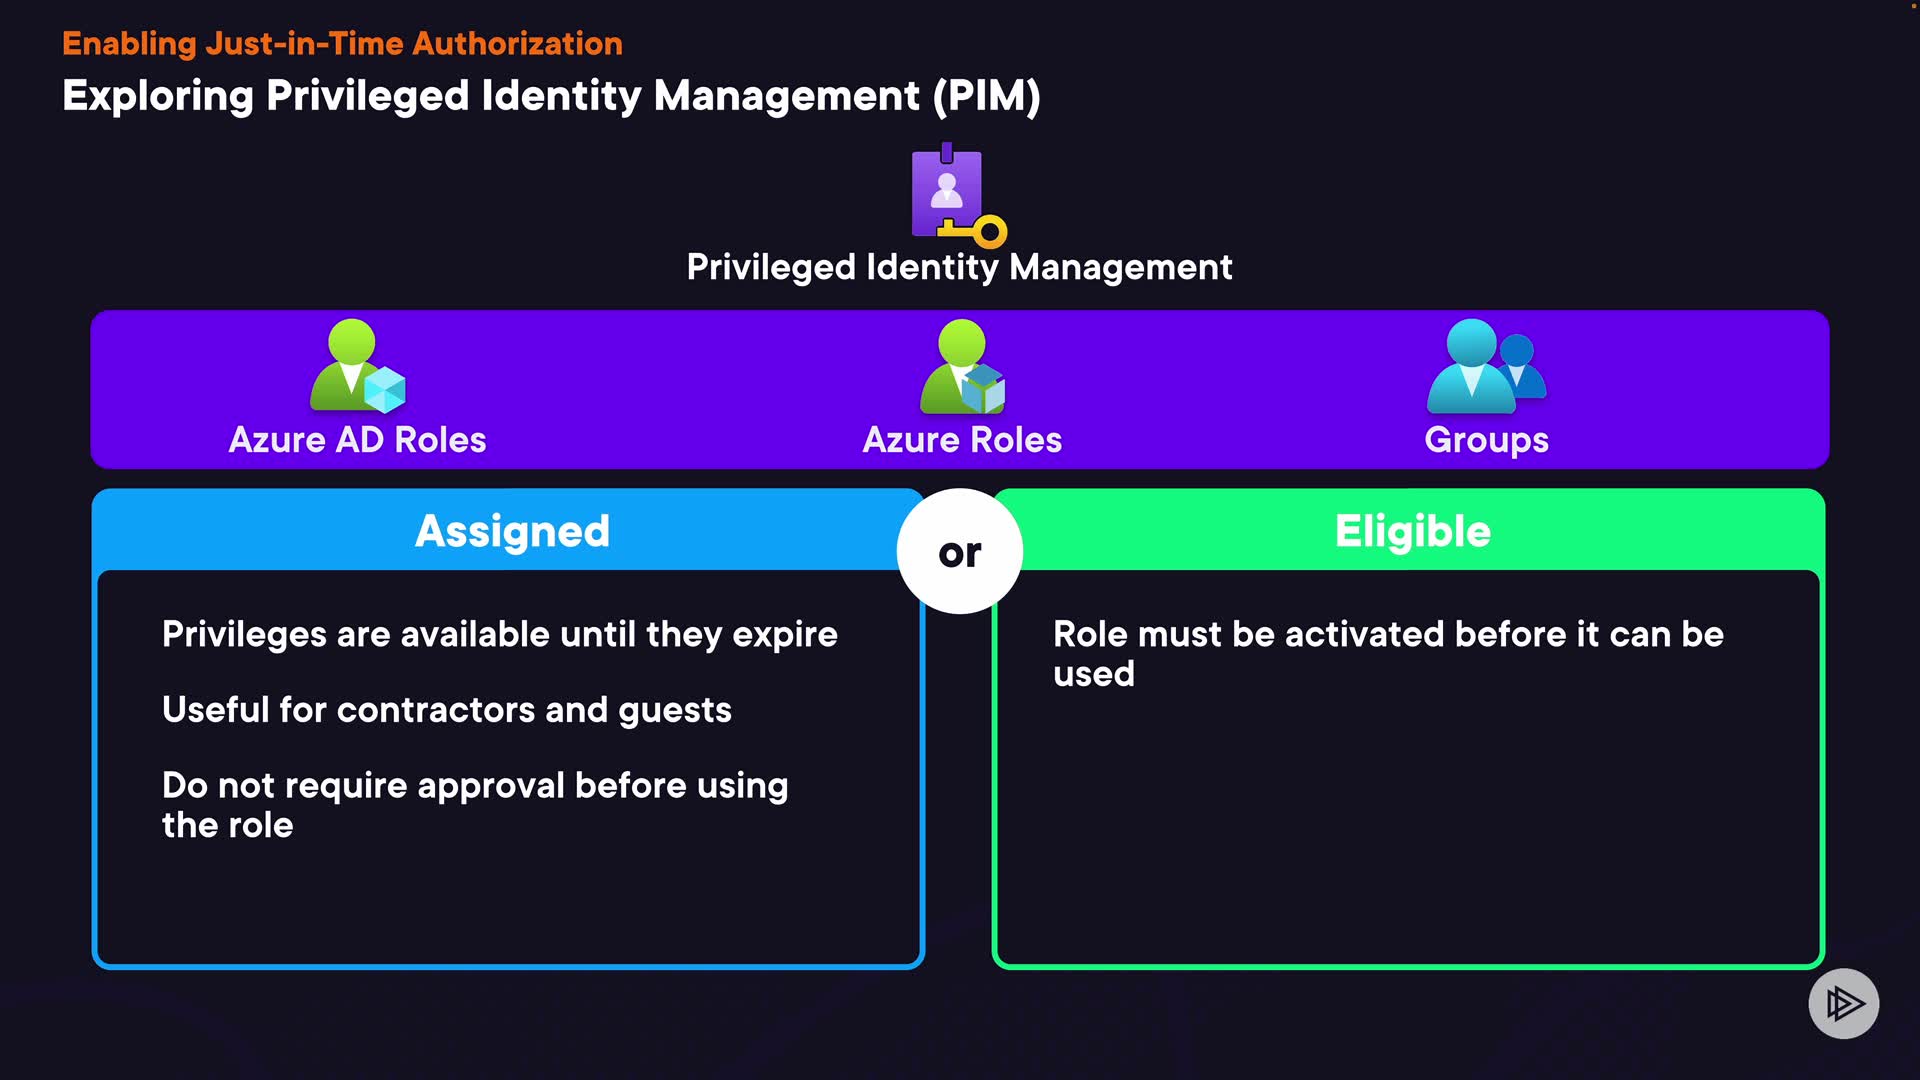 Enabling Just-in-Time Authorization
Exploring Privileged Identity Management (PIM)
Privileged Identity Management
Azure AD Roles
Azure Roles
Groups
Assigned
or
Eligible
Privileges are available until they expire
Useful for contractors and guests
Do not require approval before using
the role
Role must be activated before it can be
used